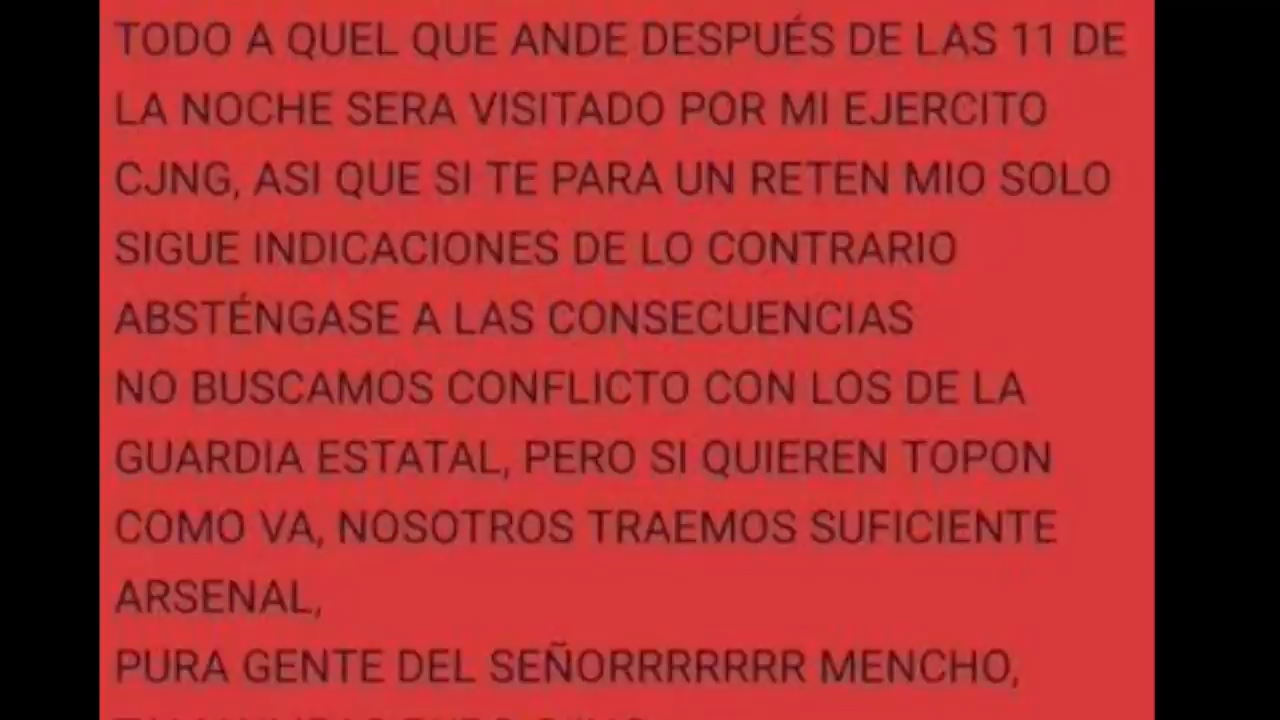 TODO A QUEL QUE ANDE DESPUÉS DE LAS 11 DE
LA NOCHE SERA VISITADO POR MI EJERCITO
CJNG, ASI QUE SI TE PARA UN RETEN MIO SOLO
SIGUE INDICACIONES DE LO CONTRARIO
ABSTÉNGASE A LAS CONSECUENCIAS
NO BUSCAMOS CONFLICTO CON LOS DE LA
GUARDIA ESTATAL, PERO SI QUIEREN TOPON
COMO VA, NOSOTROS TRAEMOS SUFICIENTE
ARSENAL,
PURA GENTE DEL SEÑORRRRRRR MENCHO,